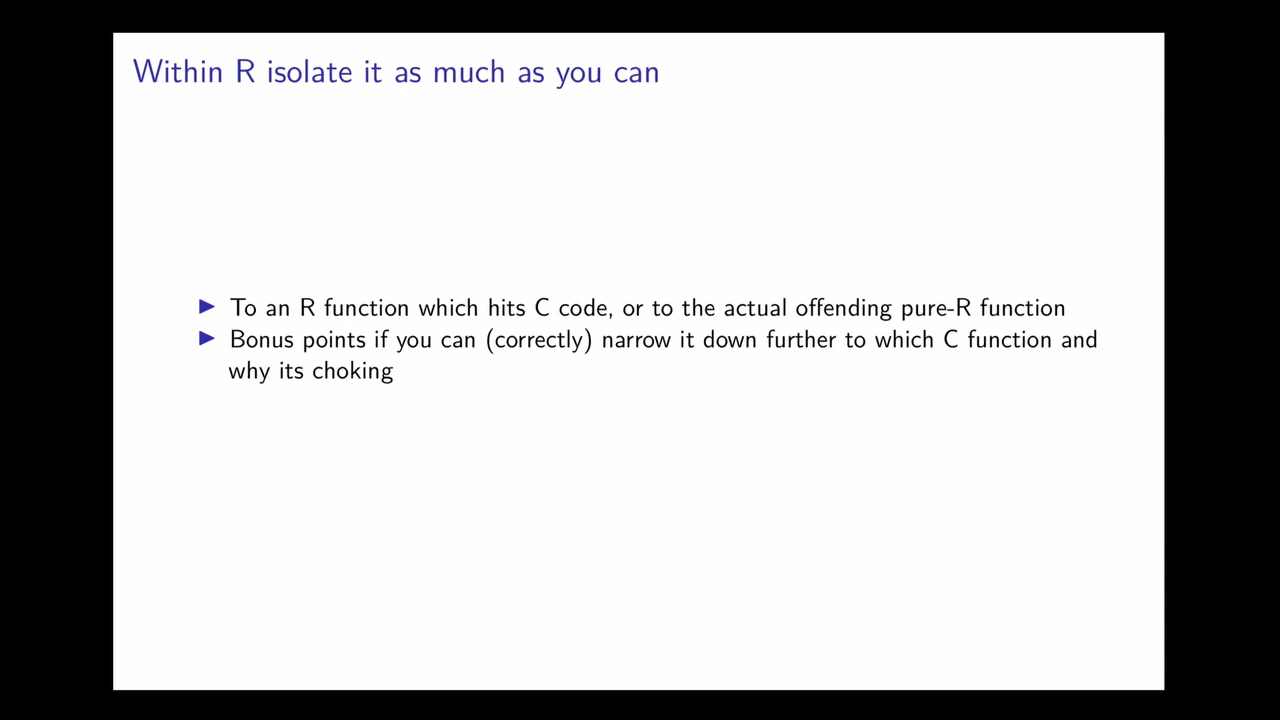 Within R isolate it as much as you can
▶ To an R function which hits C code, or to the actual offending pure-R function
▶ Bonus points if you can (correctly) narrow it down further to which C function and
why its choking